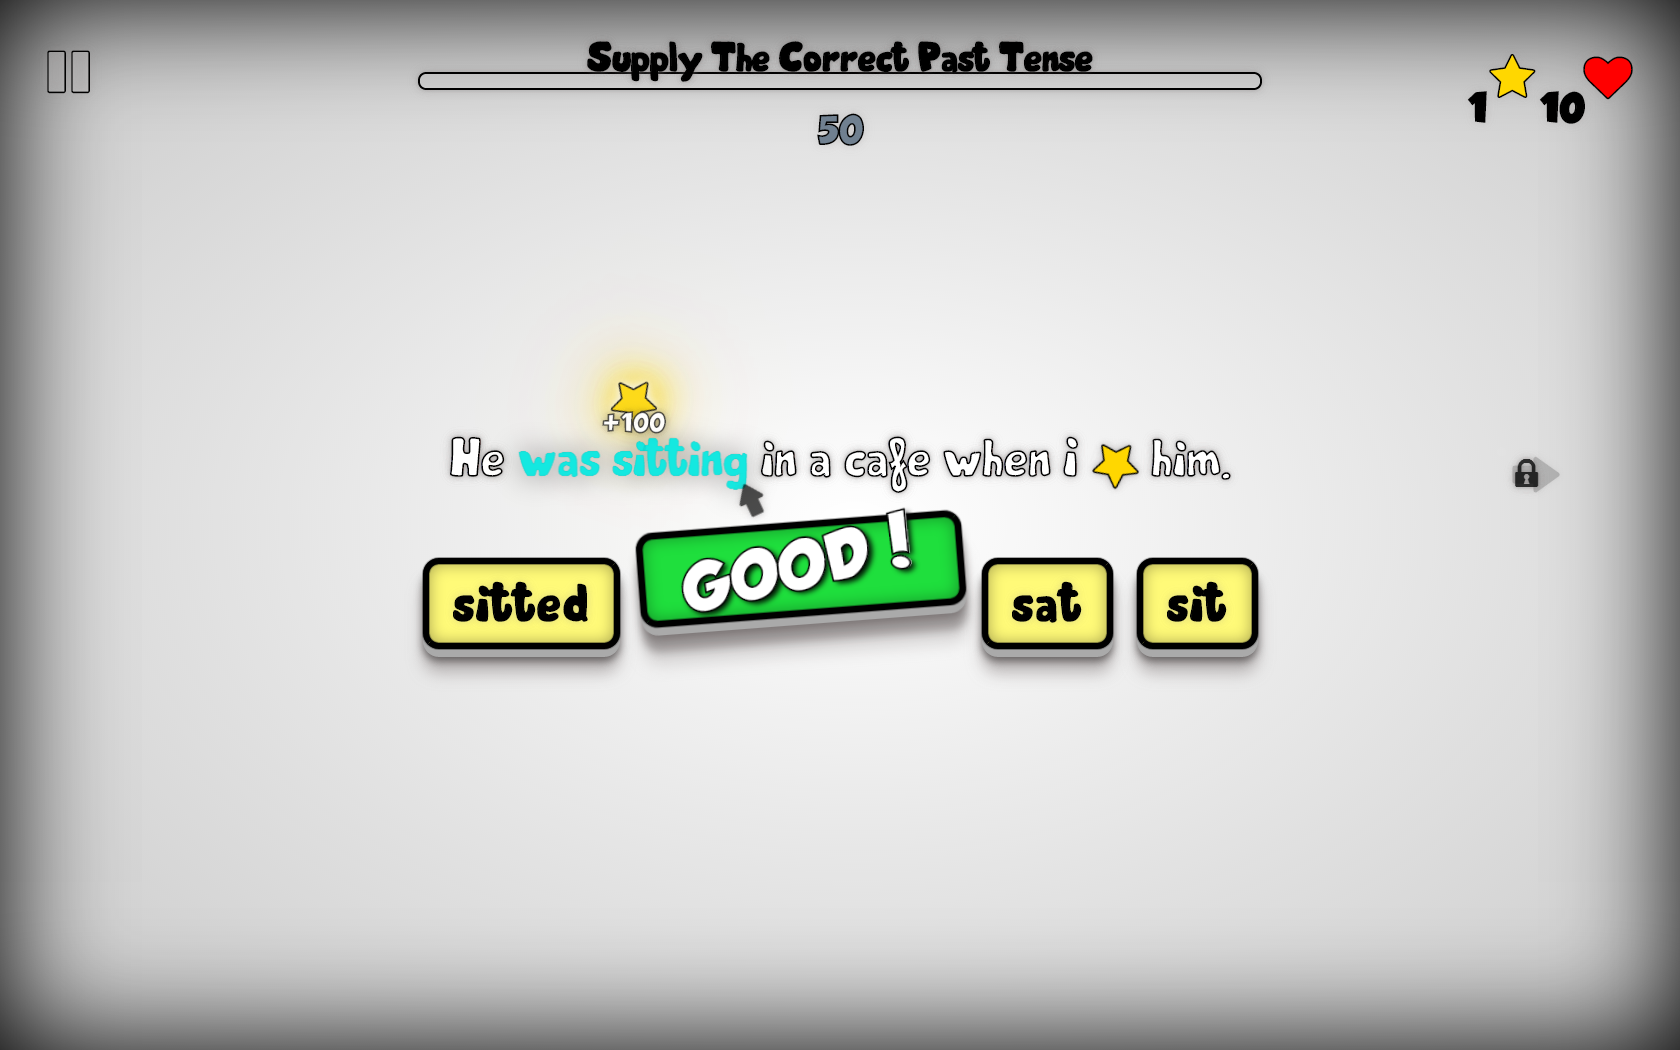 Supply The Correct Past Tense
1 10
50
+100
He was sitting in a cafe when i him.
sitted GOOD! sat sit